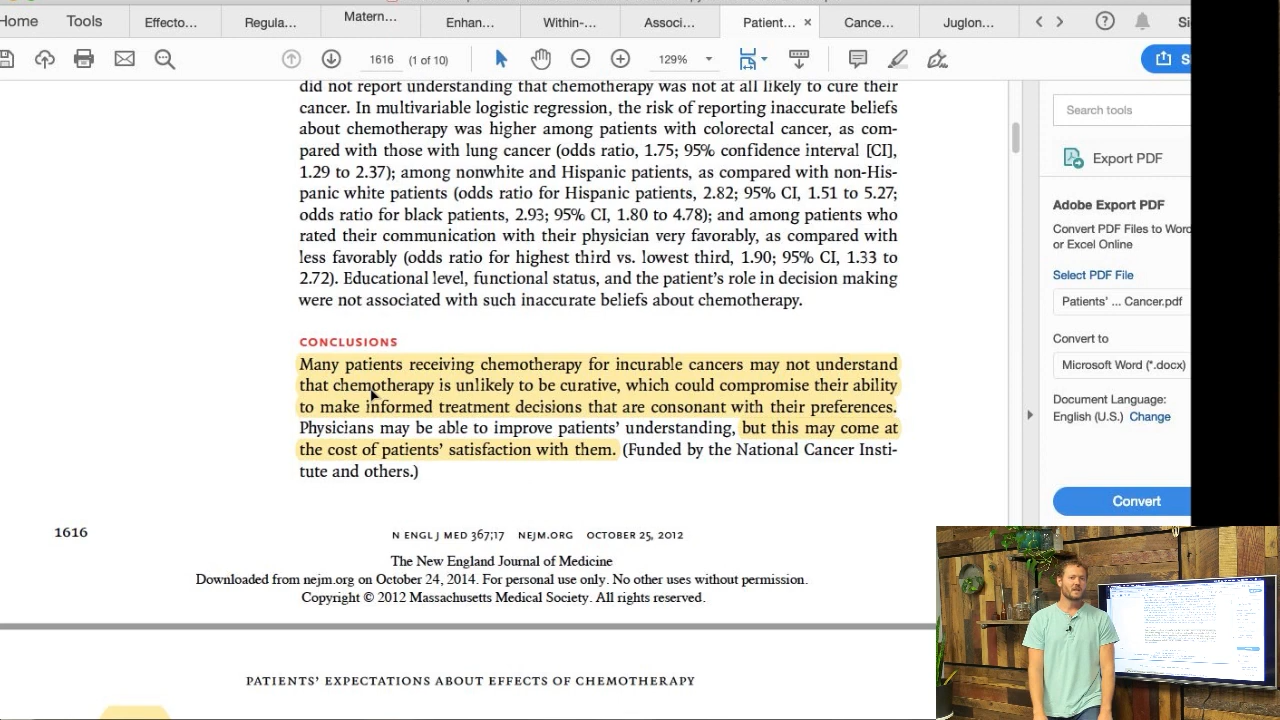 Home Tools Effecto... Regula... Matern... Enhan... Within-... Associ... Patient... × Cance... Juglon...
1616 (1 of 10) 129%
did not report understanding that chemotherapy was not at all likely to cure their
cancer. In multivariable logistic regression, the risk of reporting inaccurate beliefs
about chemotherapy was higher among patients with colorectal cancer, as com-
pared with those with lung cancer (odds ratio, 1.75; 95% confidence interval [CI],
1.29 to 2.37); among nonwhite and Hispanic patients, as compared with non-His-
panic white patients (odds ratio for Hispanic patients, 2.82; 95% CI, 1.51 to 5.27;
odds ratio for black patients, 2.93; 95% CI, 1.80 to 4.78); and among patients who
rated their communication with their physician very favorably, as compared with
less favorably (odds ratio for highest third vs. lowest third, 1.90; 95% CI, 1.33 to
2.72). Educational level, functional status, and the patient's role in decision making
were not associated with such inaccurate beliefs about chemotherapy.
CONCLUSIONS
Many patients receiving chemotherapy for incurable cancers may not understand
that chemotherapy is unlikely to be curative, which could compromise their ability
to make informed treatment decisions that are consonant with their preferences.
Physicians may be able to improve patients' understanding, but this may come at
the cost of patients' satisfaction with them. (Funded by the National Cancer Insti-
tute and others.)
1616
N ENGL J MED 367;17 NEJM.ORG OCTOBER 25, 2012
The New England Journal of Medicine
Downloaded from nejm.org on October 24, 2014. For personal use only. No other uses without permission.
Copyright © 2012 Massachusetts Medical Society. All rights reserved.
PATIENTS' EXPECTATIONS ABOUT EFFECTS OF CHEMOTHERAPY
Search tools
Export PDF
Adobe Export PDF
Convert PDF Files to Word
or Excel Online
Select PDF File
Patients' ... Cancer.pdf
Convert to
Microsoft Word (*.docx)
Document Language:
English (U.S.) Change
Convert